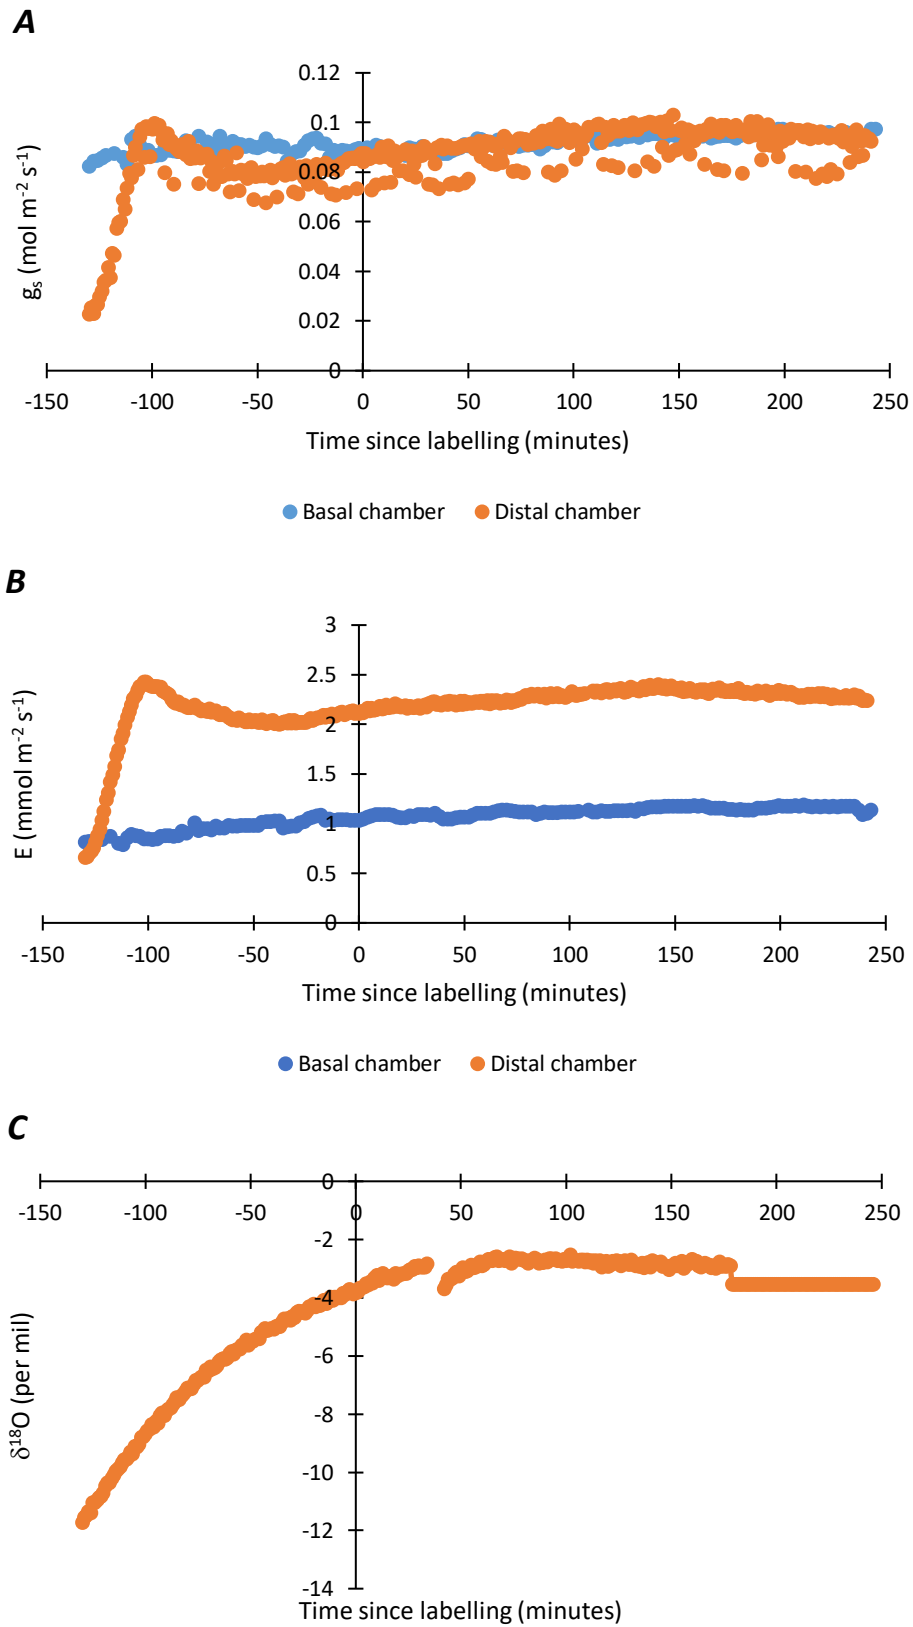 A
0.12
0.1
0.08
0.06
0.04
0.02
0
gs (mol m-2 s-1)
-150 -100 -50 0 50 100 150 200 250
Time since labelling (minutes)
Basal chamber Distal chamber
B
3
2.5
2
1.5
1
0.5
0
E (mmol m-2 s-1)
-150 -100 -50 0 50 100 150 200 250
Time since labelling (minutes)
Basal chamber Distal chamber
C
0
-150 -100 -50 0 50 100 150 200 250
-2
-4
-6
-8
-10
-12
-14
δ18O (per mil)
Time since labelling (minutes)